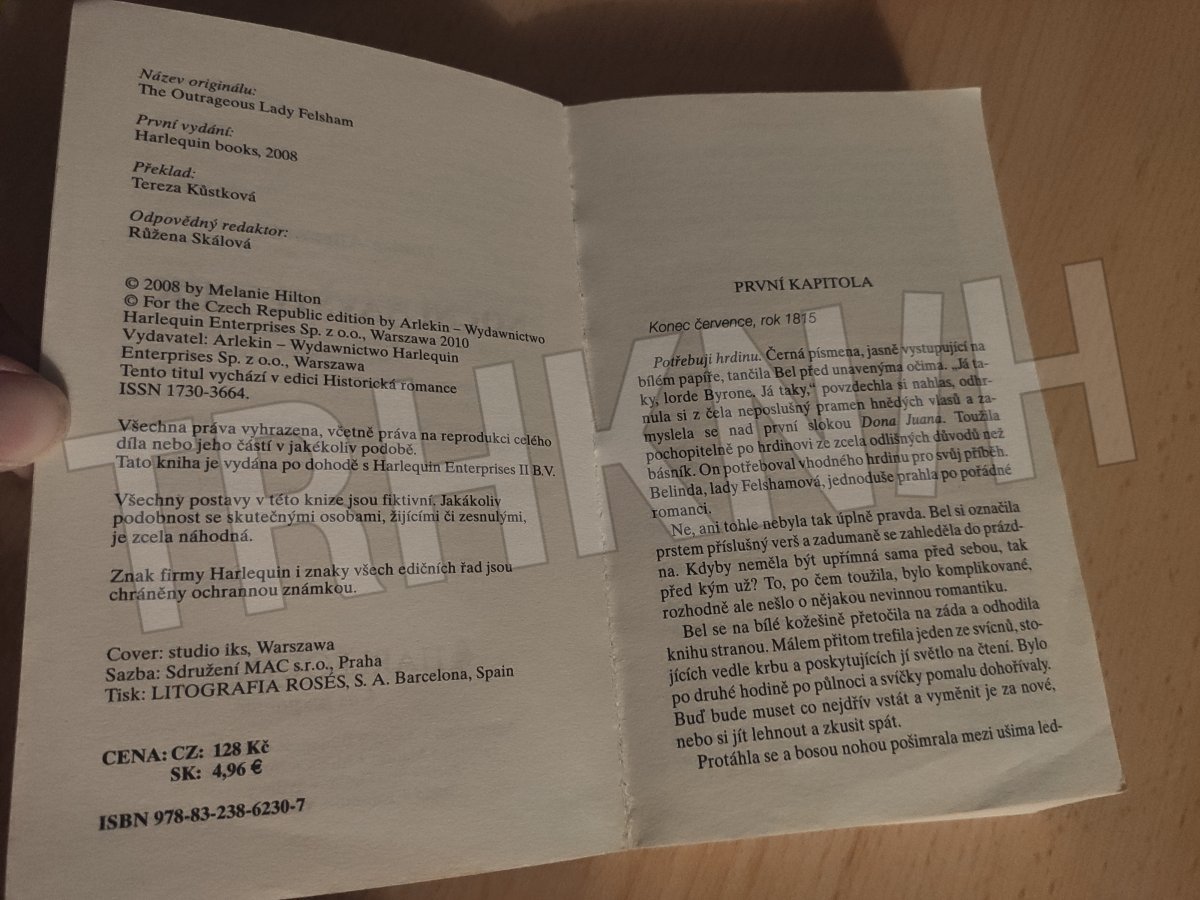 Název originálu:
The Outrageous Lady Felsham
První vydání:
Harlequin books, 2008
Překlad:
Tereza Kůstková
Odpovědný redaktor:
Růžena Skálová
© 2008 by Melanie Hilton
© For the Czech Republic edition by Arlekin – Wydawnictwo
Harlequin Enterprises Sp. z o.o., Warszawa 2010
Vydavatel: Arlekin – Wydawnictwo Harlequin
Enterprises Sp. z o.o., Warszawa
Tento titul vychází v edici Historická romance
ISSN 1730-3664.
Všechna práva vyhrazena, včetně práva na reprodukci celého
díla nebo jeho částí v jakékoliv podobě.
Tato kniha je vydána po dohodě s Harlequin Enterprises II B.V.
Všechny postavy v této knize jsou fiktivní. Jakákoliv
podobnost se skutečnými osobami, žijícími či zesnulými,
je zcela náhodná.
Znak firmy Harlequin i znaky všech edičních řad jsou
chráněny ochrannou známkou.
Cover: studio iks, Warszawa
Sazba: Sdružení MAC s.r.o., Praha
Tisk: LITOGRAFIA ROSÉS, S. A. Barcelona, Spain
CENA: CZ: 128 Kč
SK: 4,96 €
ISBN 978-83-238-6230-7
PRVNÍ KAPITOLA
Konec července, rok 1815
Potřebuji hrdinu. Černá písmena, jasně vystupující na
bílém papíře, tančila Bel před unavenýma očima. „Já ta-
ky, lorde Byrone. Já taky,“ povzdechla si nahlas, odhr-
nula si z čela neposlušný pramen hnědých vlasů a za-
myslela se nad první slokou Dona Juana. Toužila
pochopitelně po hrdinovi ze zcela odlišných důvodů než
básník. On potřeboval vhodného hrdinu pro svůj příběh.
Belinda, lady Felshamová, jednoduše prahla po pořádné
romanci.
Ne, ani tohle nebyla tak úplně pravda. Bel si označila
prstem příslušný verš a zadumaně se zahleděla do prázd-
na. Kdyby neměla být upřímná sama před sebou, tak
před kým už? To, po čem toužila, bylo komplikované,
rozhodně ale nešlo o nějakou nevinnou romantiku.
Bel se na bílé kožešině přetočila na záda a odhodila
knihu stranou. Málem přitom trefila jeden ze svícnů, sto-
jících vedle krbu a poskytujících jí světlo na čtení. Bylo
po druhé hodině po půlnoci a svíčky pomalu dohořívaly.
Buď bude muset co nejdřív vstát a vyměnit je za nové,
nebo si jít lehnout a zkusit spát.
Protáhla se a bosou nohou pošimrala mezi ušima led-
TRHKNIH